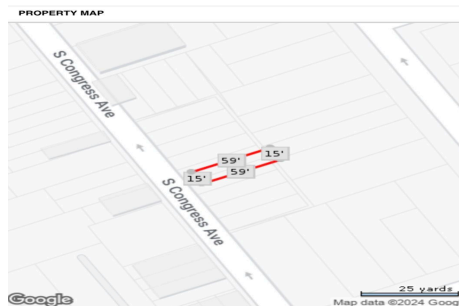 PROPERTY MAP
S Congress Ave
59'
15'
59'
15'
S Congress Ave
25 yards
Google
Map data ©2024 Goog